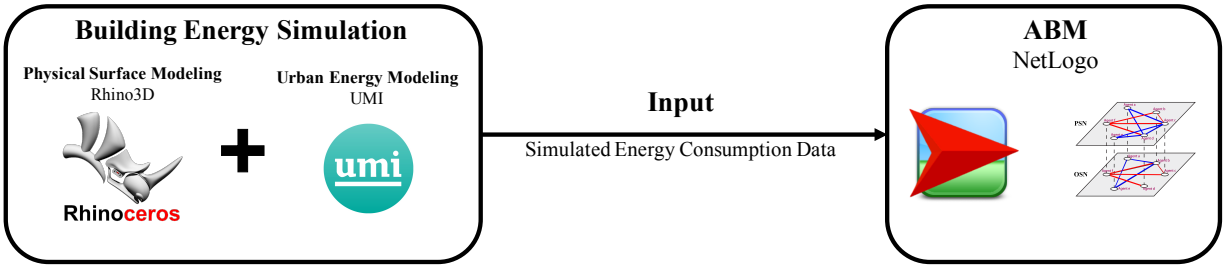 Building Energy Simulation
Physical Surface Modeling
Rhino3D
Urban Energy Modeling
UMI
umi
Rhinoceros
Input
Simulated Energy Consumption Data
ABM
NetLogo
PSN
OSN